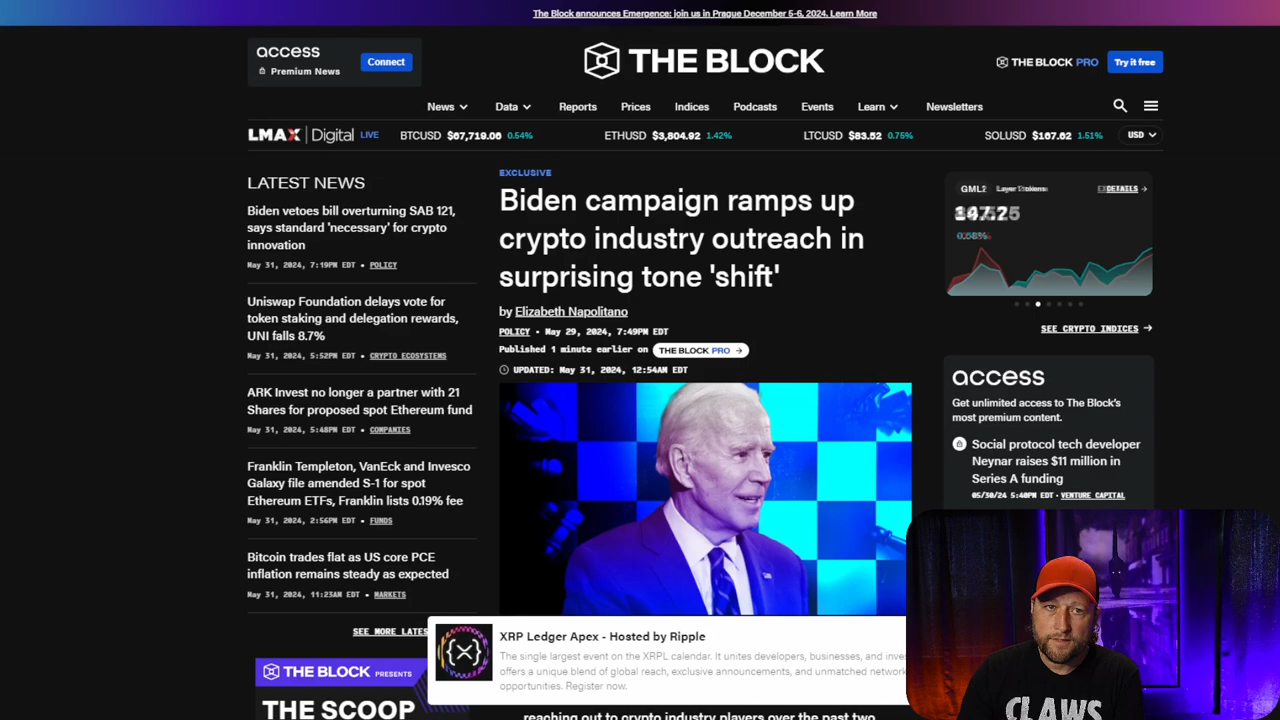 The Block announces Emergence: join us in Prague December 5-6, 2024. Learn More
access
Premium News
Connect
THE BLOCK
THE BLOCK PRO
Try it free
News
Data
Reports
Prices
Indices
Podcasts
Events
Learn
Newsletters
LMAX Digital LIVE
BTCUSD $67,719.06 0.54%
ETHUSD $3,804.92 1.42%
LTCUSD $83.52 0.75%
SOLUSD $167.62 1.51%
USD
LATEST NEWS
Biden vetoes bill overturning SAB 121,
says standard 'necessary' for crypto
innovation
May 31, 2024, 7:19PM EDT • POLICY
Uniswap Foundation delays vote for
token staking and delegation rewards,
UNI falls 8.7%
May 31, 2024, 5:52PM EDT • CRYPTO ECOSYSTEMS
ARK Invest no longer a partner with 21
Shares for proposed spot Ethereum fund
May 31, 2024, 5:48PM EDT • COMPANIES
Franklin Templeton, VanEck and Invesco
Galaxy file amended S-1 for spot
Ethereum ETFs, Franklin lists 0.19% fee
May 31, 2024, 2:56PM EDT • FUNDS
Bitcoin trades flat as US core PCE
inflation remains steady as expected
May 31, 2024, 11:23AM EDT • MARKETS
SEE MORE LATES
THE BLOCK PRESENTS
THE SCOOP
EXCLUSIVE
Biden campaign ramps up
crypto industry outreach in
surprising tone 'shift'
by Elizabeth Napolitano
POLICY • May 29, 2024, 7:49PM EDT
Published 1 minute earlier on THE BLOCK PRO
UPDATED: May 31, 2024, 12:54AM EDT
XRP Ledger Apex - Hosted by Ripple
The single largest event on the XRPL calendar. It unites developers, businesses, and inve
offers a unique blend of global reach, exclusive announcements, and unmatched network
opportunities. Register now.
reaching out to crypto industry players over the past two
DETAILS
SEE CRYPTO INDICES
access
Get unlimited access to The Block's
most premium content.
Social protocol tech developer
Neynar raises $11 million in
Series A funding
05/30/24 5:40PM EDT • VENTURE CAPITAL
CLAWS